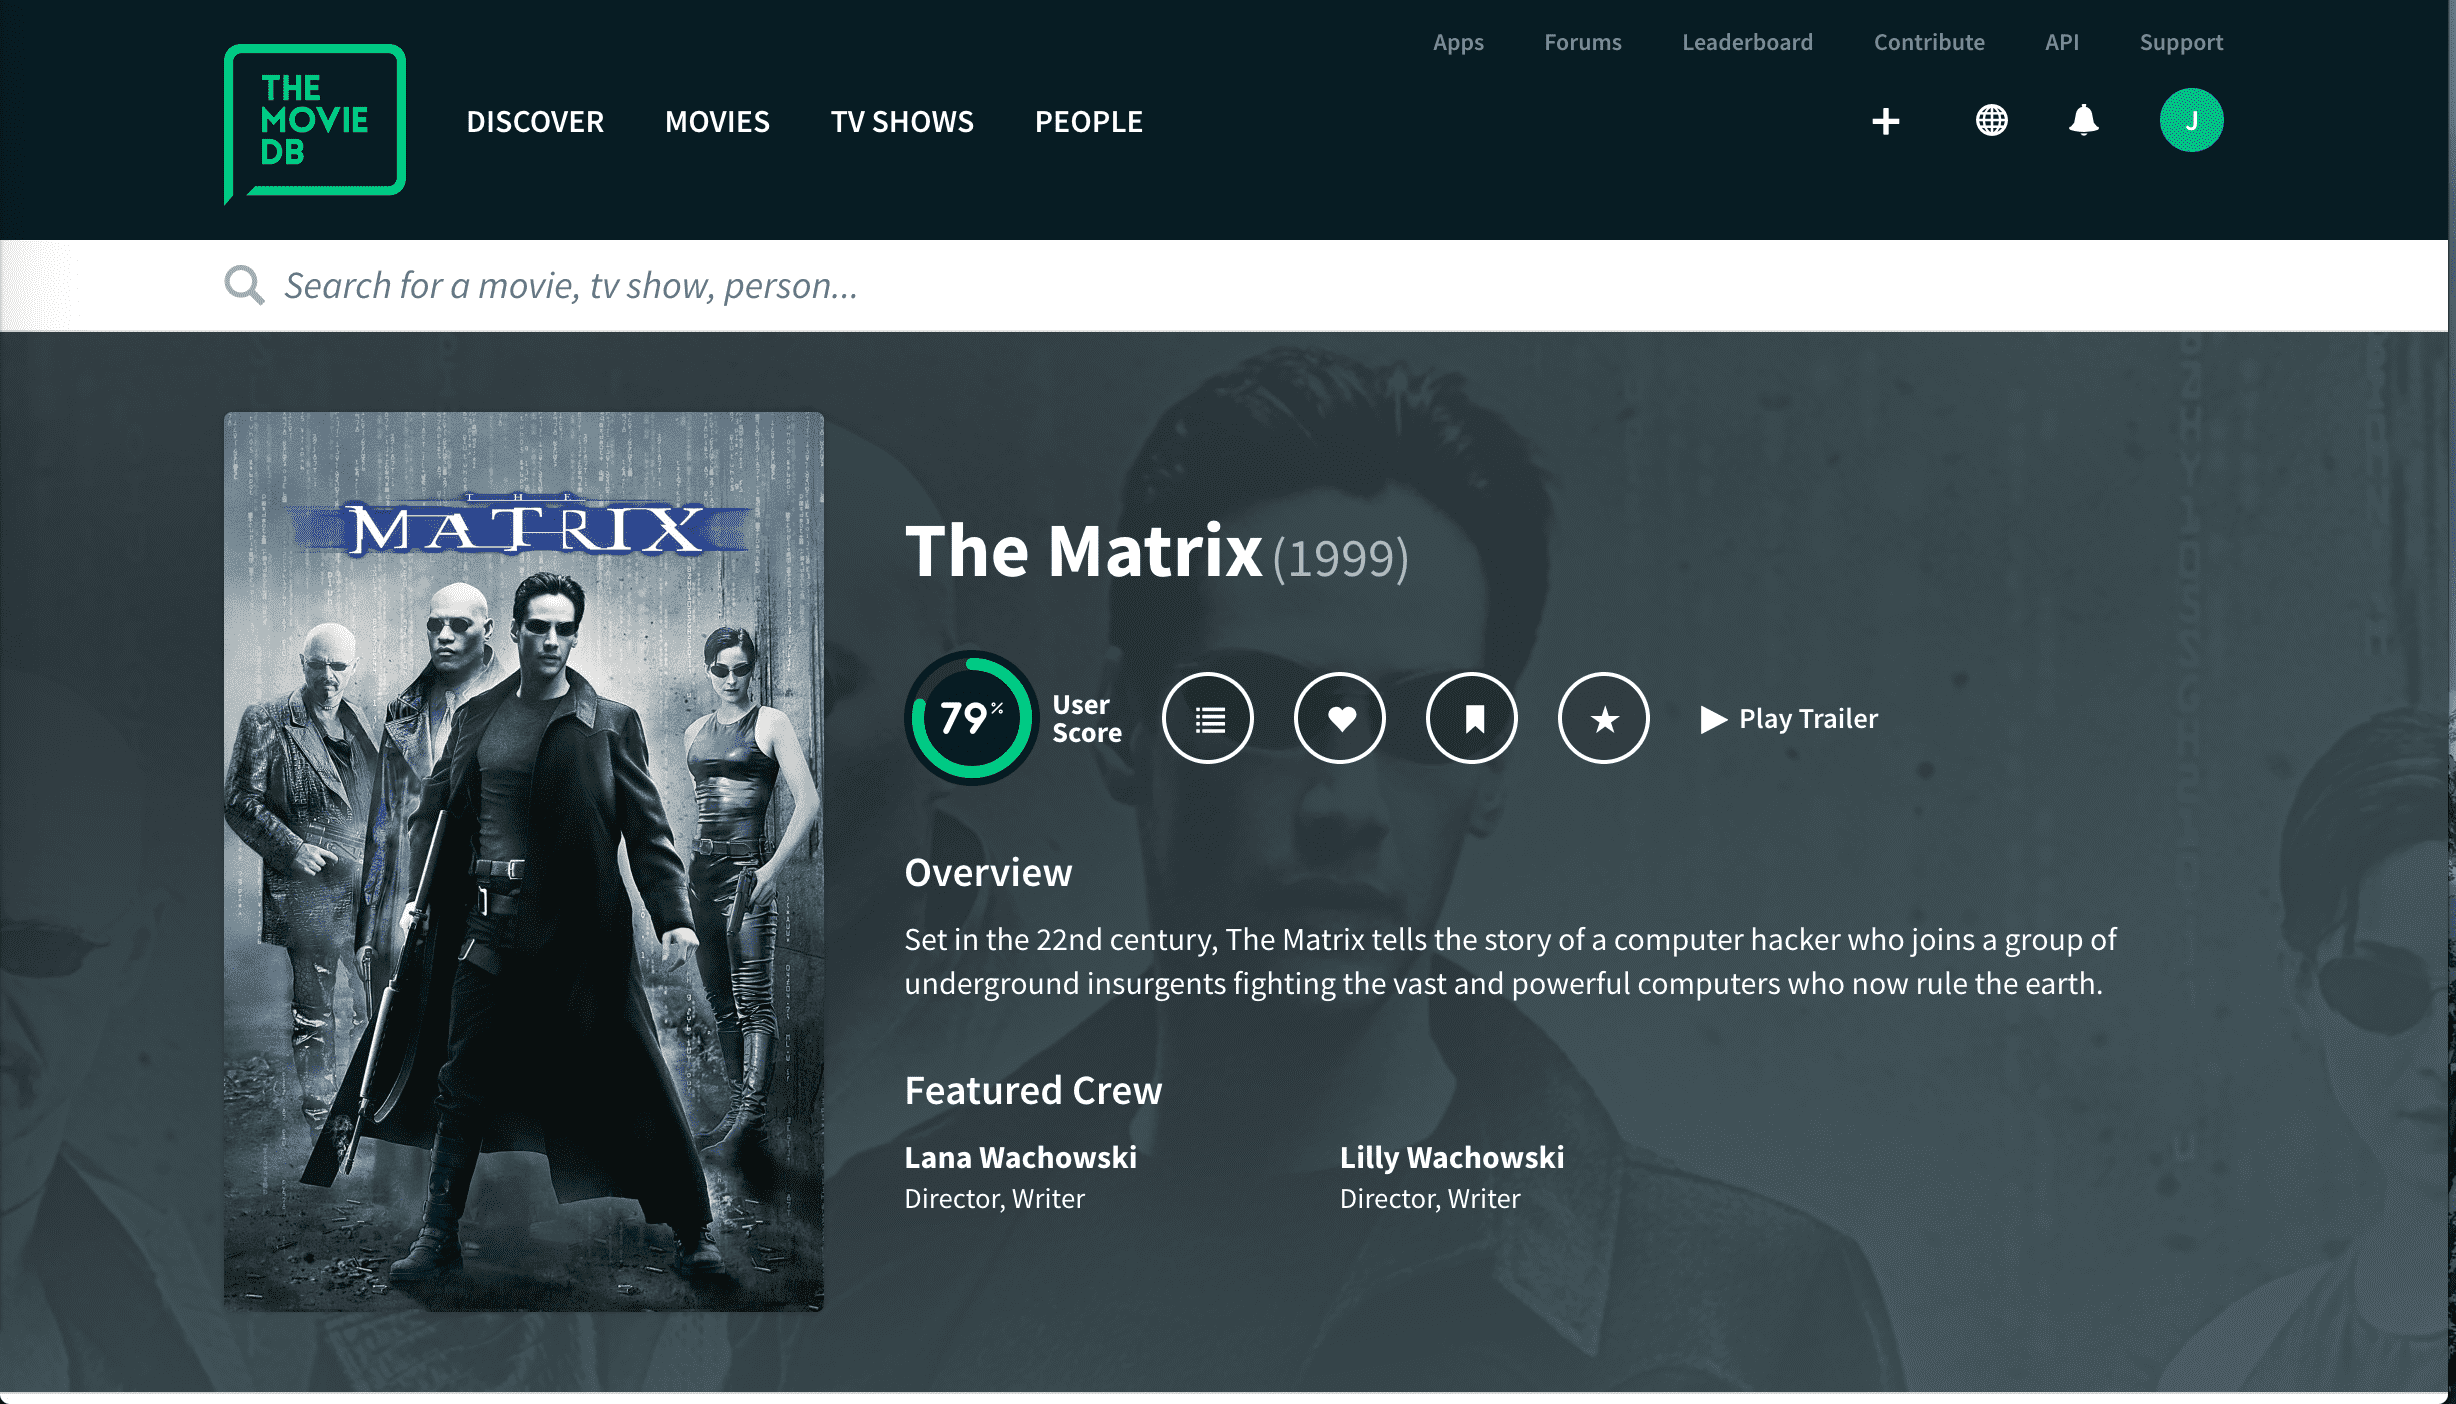 Apps Forums Leaderboard Contribute API Support
THE
MOVIE
DB
DISCOVER MOVIES TV SHOWS PEOPLE
J
Search for a movie, tv show, person...
THE
MATRIX
The Matrix (1999)
79%
User
Score
Play Trailer
Overview
Set in the 22nd century, The Matrix tells the story of a computer hacker who joins a group of
underground insurgents fighting the vast and powerful computers who now rule the earth.
Featured Crew
Lana Wachowski
Director, Writer
Lilly Wachowski
Director, Writer